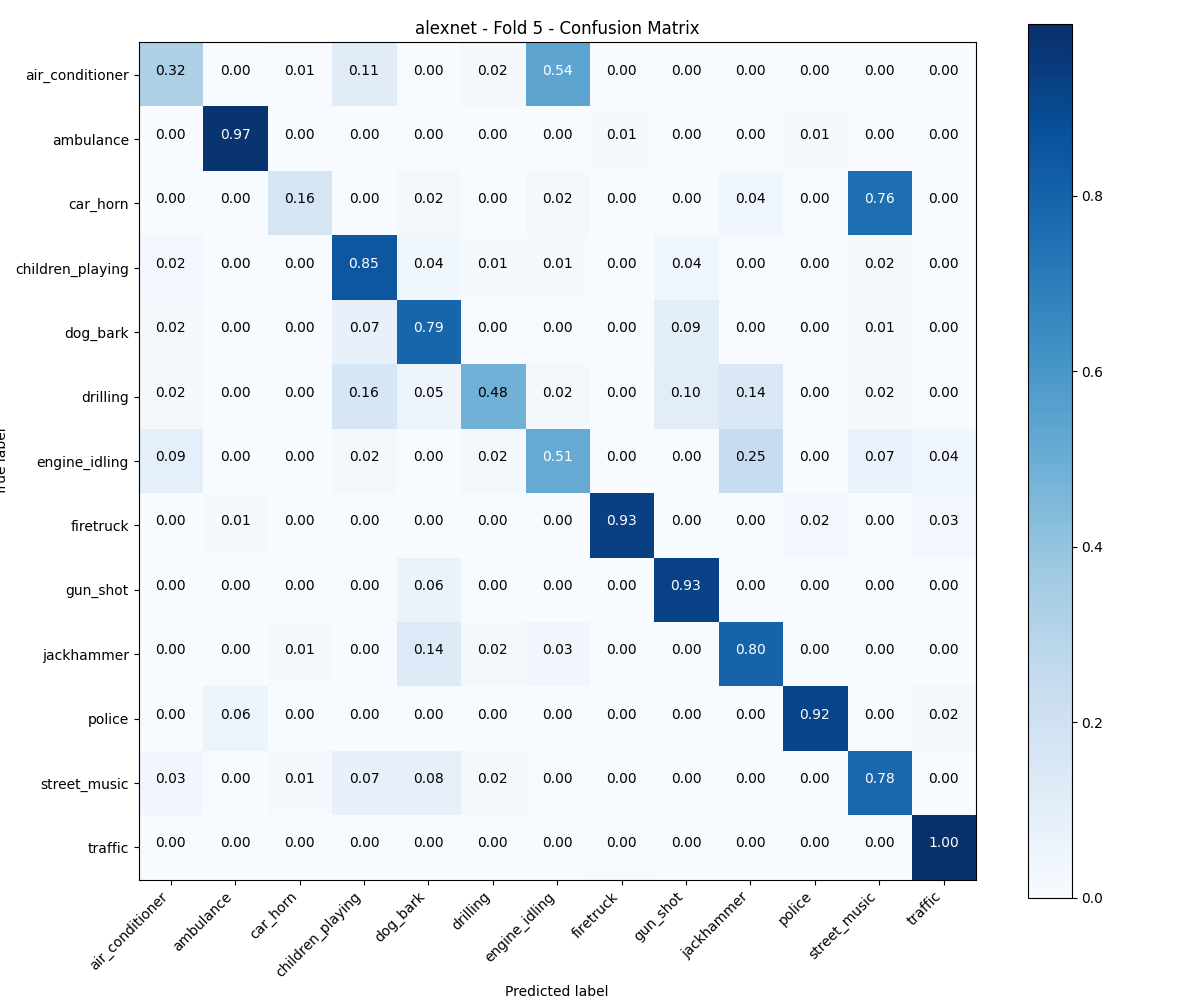 alexnet - Fold 5 - Confusion Matrix
air_conditioner 0.32 0.00 0.01 0.11 0.00 0.02 0.54 0.00 0.00 0.00 0.00 0.00 0.00
ambulance 0.00 0.97 0.00 0.00 0.00 0.00 0.00 0.01 0.00 0.00 0.01 0.00 0.00
car_horn 0.00 0.00 0.16 0.00 0.02 0.00 0.02 0.00 0.00 0.04 0.00 0.76 0.00
children_playing 0.02 0.00 0.00 0.85 0.04 0.01 0.01 0.00 0.04 0.00 0.00 0.02 0.00
dog_bark 0.02 0.00 0.00 0.07 0.79 0.00 0.00 0.00 0.09 0.00 0.00 0.01 0.00
drilling 0.02 0.00 0.00 0.16 0.05 0.48 0.02 0.00 0.10 0.14 0.00 0.02 0.00
engine_idling 0.09 0.00 0.00 0.02 0.00 0.02 0.51 0.00 0.00 0.25 0.00 0.07 0.04
firetruck 0.00 0.01 0.00 0.00 0.00 0.00 0.00 0.93 0.00 0.00 0.02 0.00 0.03
gun_shot 0.00 0.00 0.00 0.00 0.06 0.00 0.00 0.00 0.93 0.00 0.00 0.00 0.00
jackhammer 0.00 0.00 0.01 0.00 0.14 0.02 0.03 0.00 0.00 0.80 0.00 0.00 0.00
police 0.00 0.06 0.00 0.00 0.00 0.00 0.00 0.00 0.00 0.00 0.92 0.00 0.02
street_music 0.03 0.00 0.01 0.07 0.08 0.02 0.00 0.00 0.00 0.00 0.00 0.78 0.00
traffic 0.00 0.00 0.00 0.00 0.00 0.00 0.00 0.00 0.00 0.00 0.00 0.00 1.00
air_conditioner ambulance car_horn children_playing dog_bark drilling engine_idling firetruck gun_shot jackhammer police street_music traffic
Predicted label
label
0.8
0.6
0.4
0.2
0.0